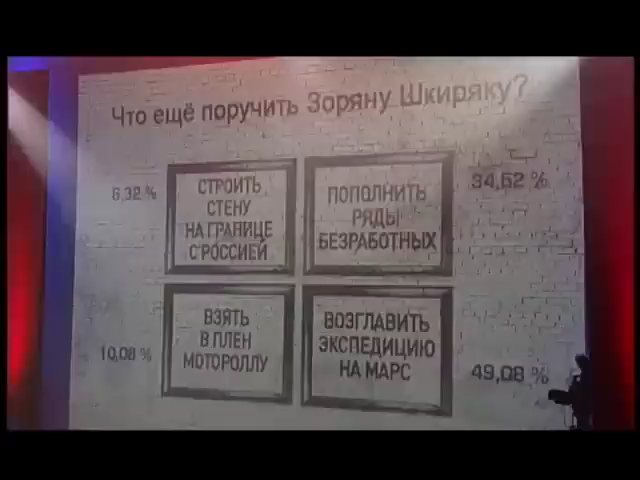 Что ещё поручить Зоряну Шкиряку?
6,32 %
СТРОИТЬ
СТЕНУ
НА ГРАНИЦЕ
С РОССИЕЙ
ПОПОЛНИТЬ
РЯДЫ
БЕЗРАБОТНЫХ
34,52 %
10,08 %
ВЗЯТЬ
В ПЛЕН
МОТОРОЛЛУ
ВОЗГЛАВИТЬ
ЭКСПЕДИЦИЮ
НА МАРС
49,08 %